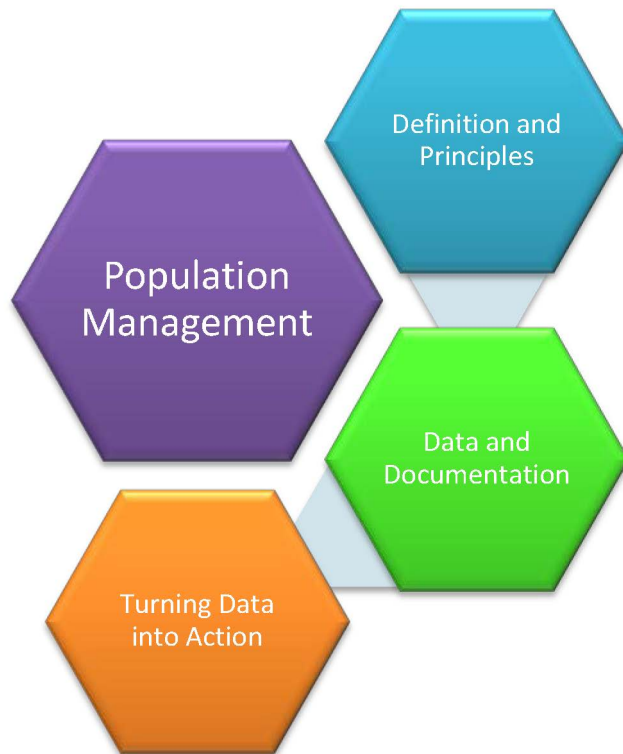 Definition and
Principles
Population
Management
Data and
Documentation
Turning Data
into Action